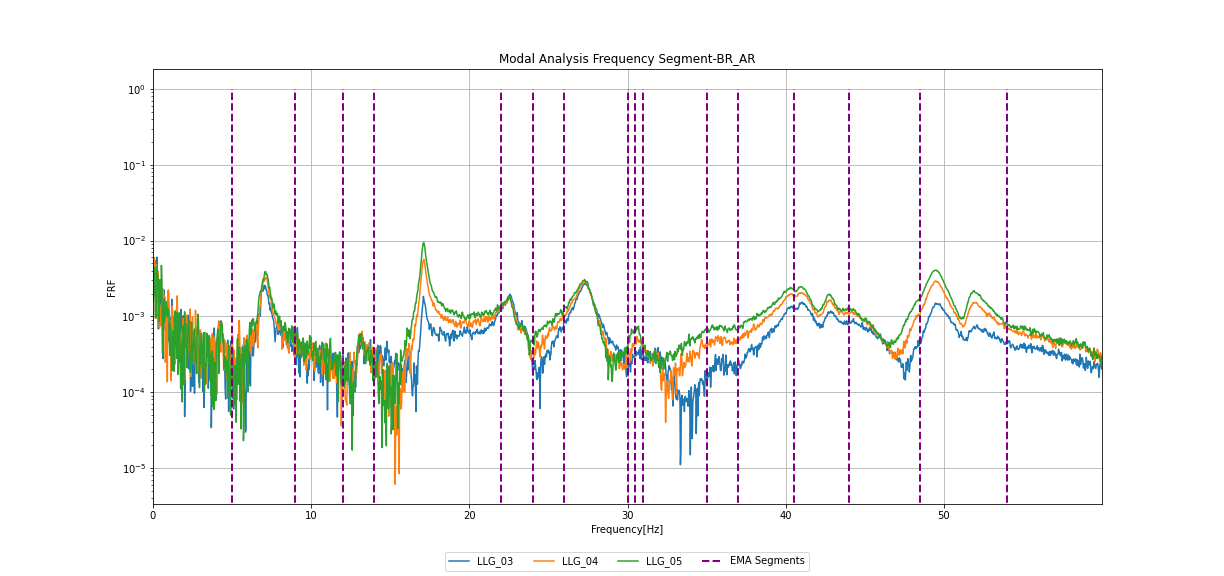 Modal Analysis Frequency Segment-BR_AR
10⁰
10⁻¹
10⁻²
10⁻³
10⁻⁴
10⁻⁵
FRF
0 10 20 30 40 50
Frequency[Hz]
LLG_03 LLG_04 LLG_05 EMA Segments